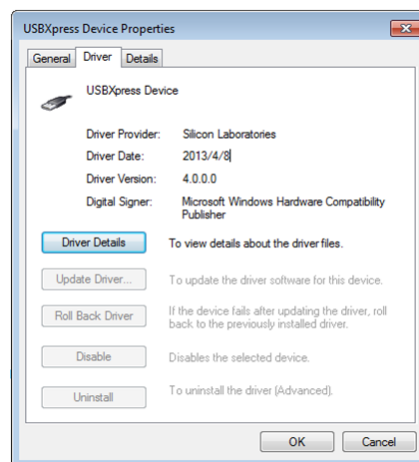 USBXpress Device Properties
General Driver Details
USBXpress Device
Driver Provider: Silicon Laboratories
Driver Date: 2013/4/8
Driver Version: 4.0.0.0
Digital Signer: Microsoft Windows Hardware Compatibility
Publisher
Driver Details To view details about the driver files.
Update Driver... To update the driver software for this device.
Roll Back Driver If the device fails after updating the driver, roll
back to the previously installed driver.
Disable Disables the selected device.
Uninstall To uninstall the driver (Advanced).
OK Cancel